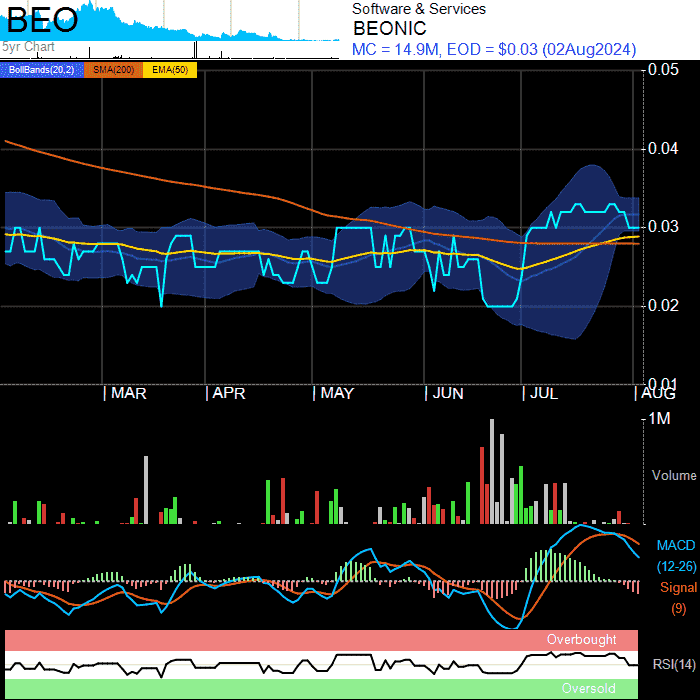 BEO
5yr Chart
Software & Services
BEONIC
MC = 14.9M, EOD = $0.03 (02Aug2024)
BollBands(20,2) SMA(200) EMA(50)
0.05
0.04
0.03
0.02
0.01
| MAR | APR | MAY | JUN | JUL | AUG
1M
Volume
MACD
(12-26)
Signal
(9)
Overbought
RSI(14)
Oversold